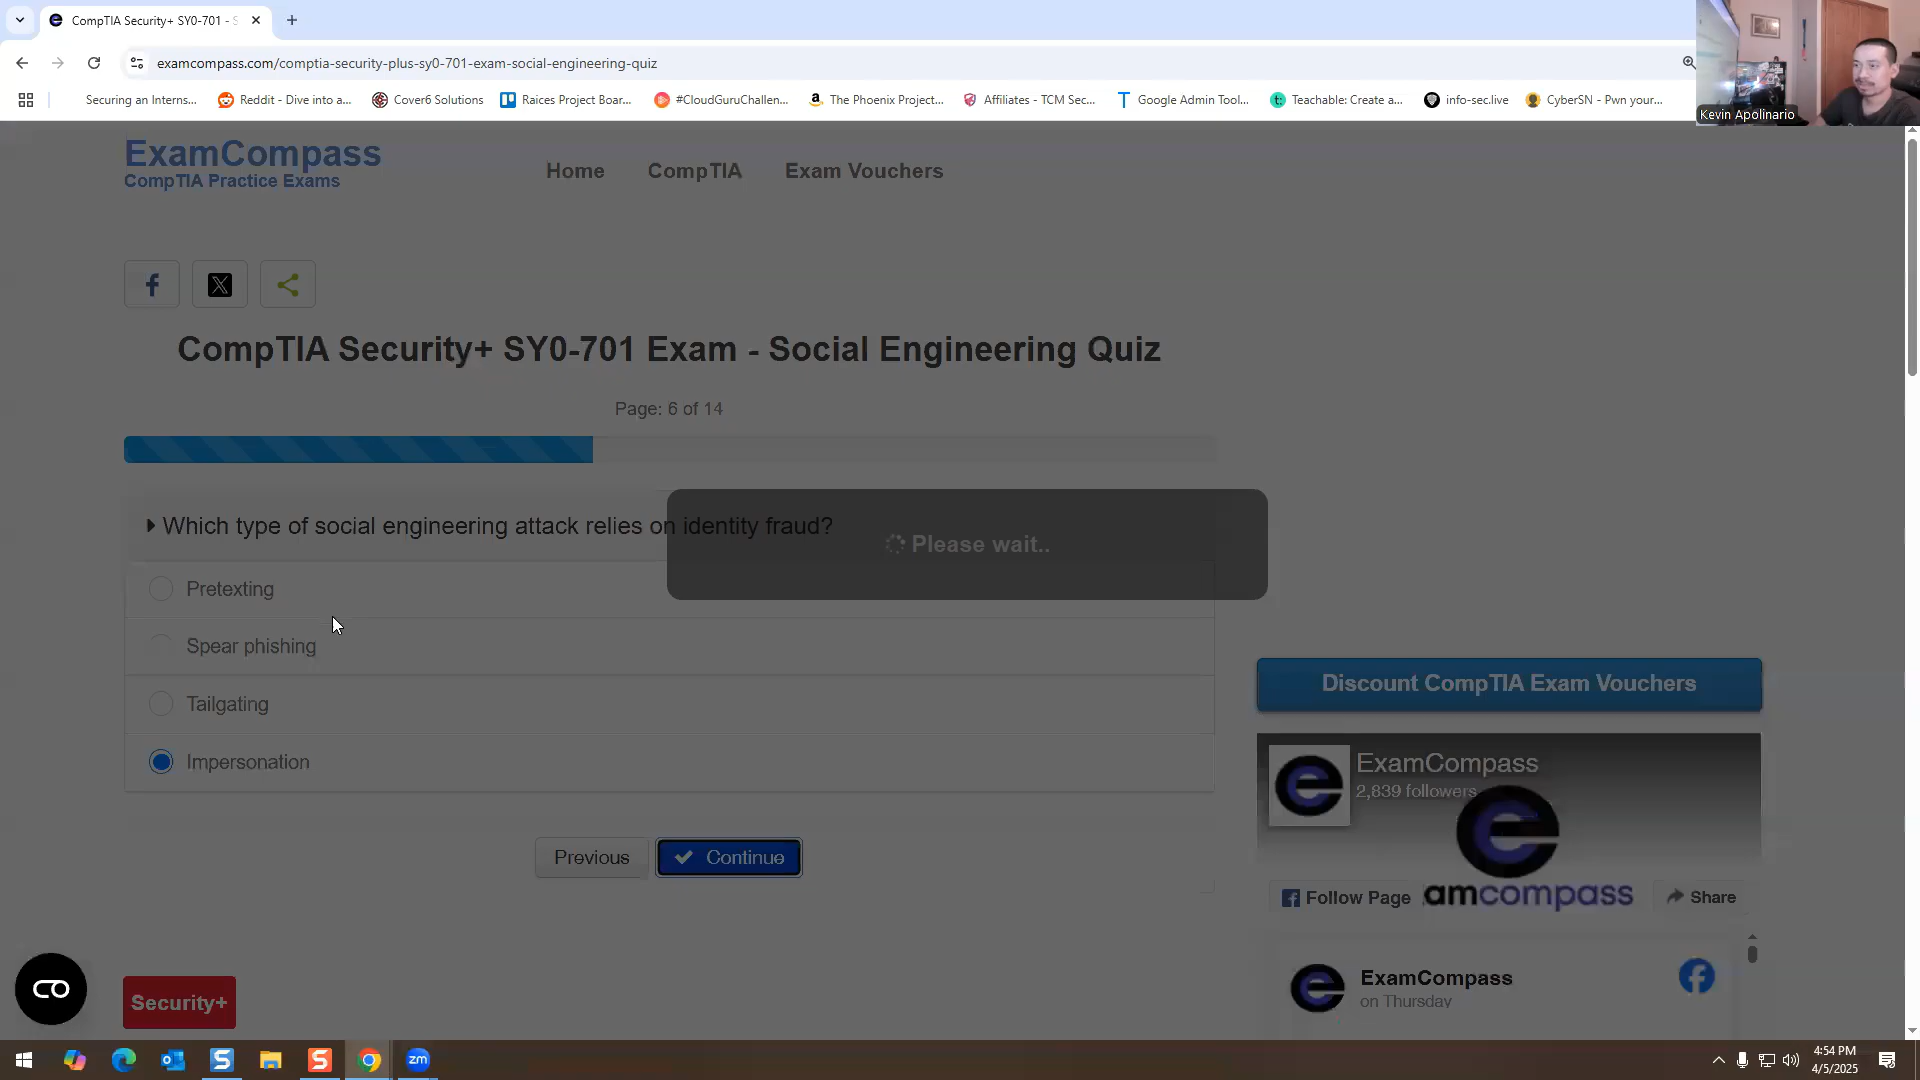 CompTIA Security+ SY0-701 - S
examcompass.com/comptia-security-plus-sy0-701-exam-social-engineering-quiz
Securing an Interns...
Reddit - Dive into a...
Cover6 Solutions
Raices Project Boar...
#CloudGuruChallen...
The Phoenix Project...
Affiliates - TCM Sec...
Google Admin Tool...
Teachable: Create a...
info-sec.live
CyberSN - Pwn your...
Kevin Apolinario
ExamCompass
CompTIA Practice Exams
Home
CompTIA
Exam Vouchers
CompTIA Security+ SY0-701 Exam - Social Engineering Quiz
Page: 6 of 14
Which type of social engineering attack relies on identity fraud?
Please wait..
Pretexting
Spear phishing
Tailgating
Impersonation
Previous
Continue
Discount CompTIA Exam Vouchers
ExamCompass
2,839 followers
amcompass
Follow Page
Share
ExamCompass
on Thursday
Security+
zm
4:54 PM
4/5/2025